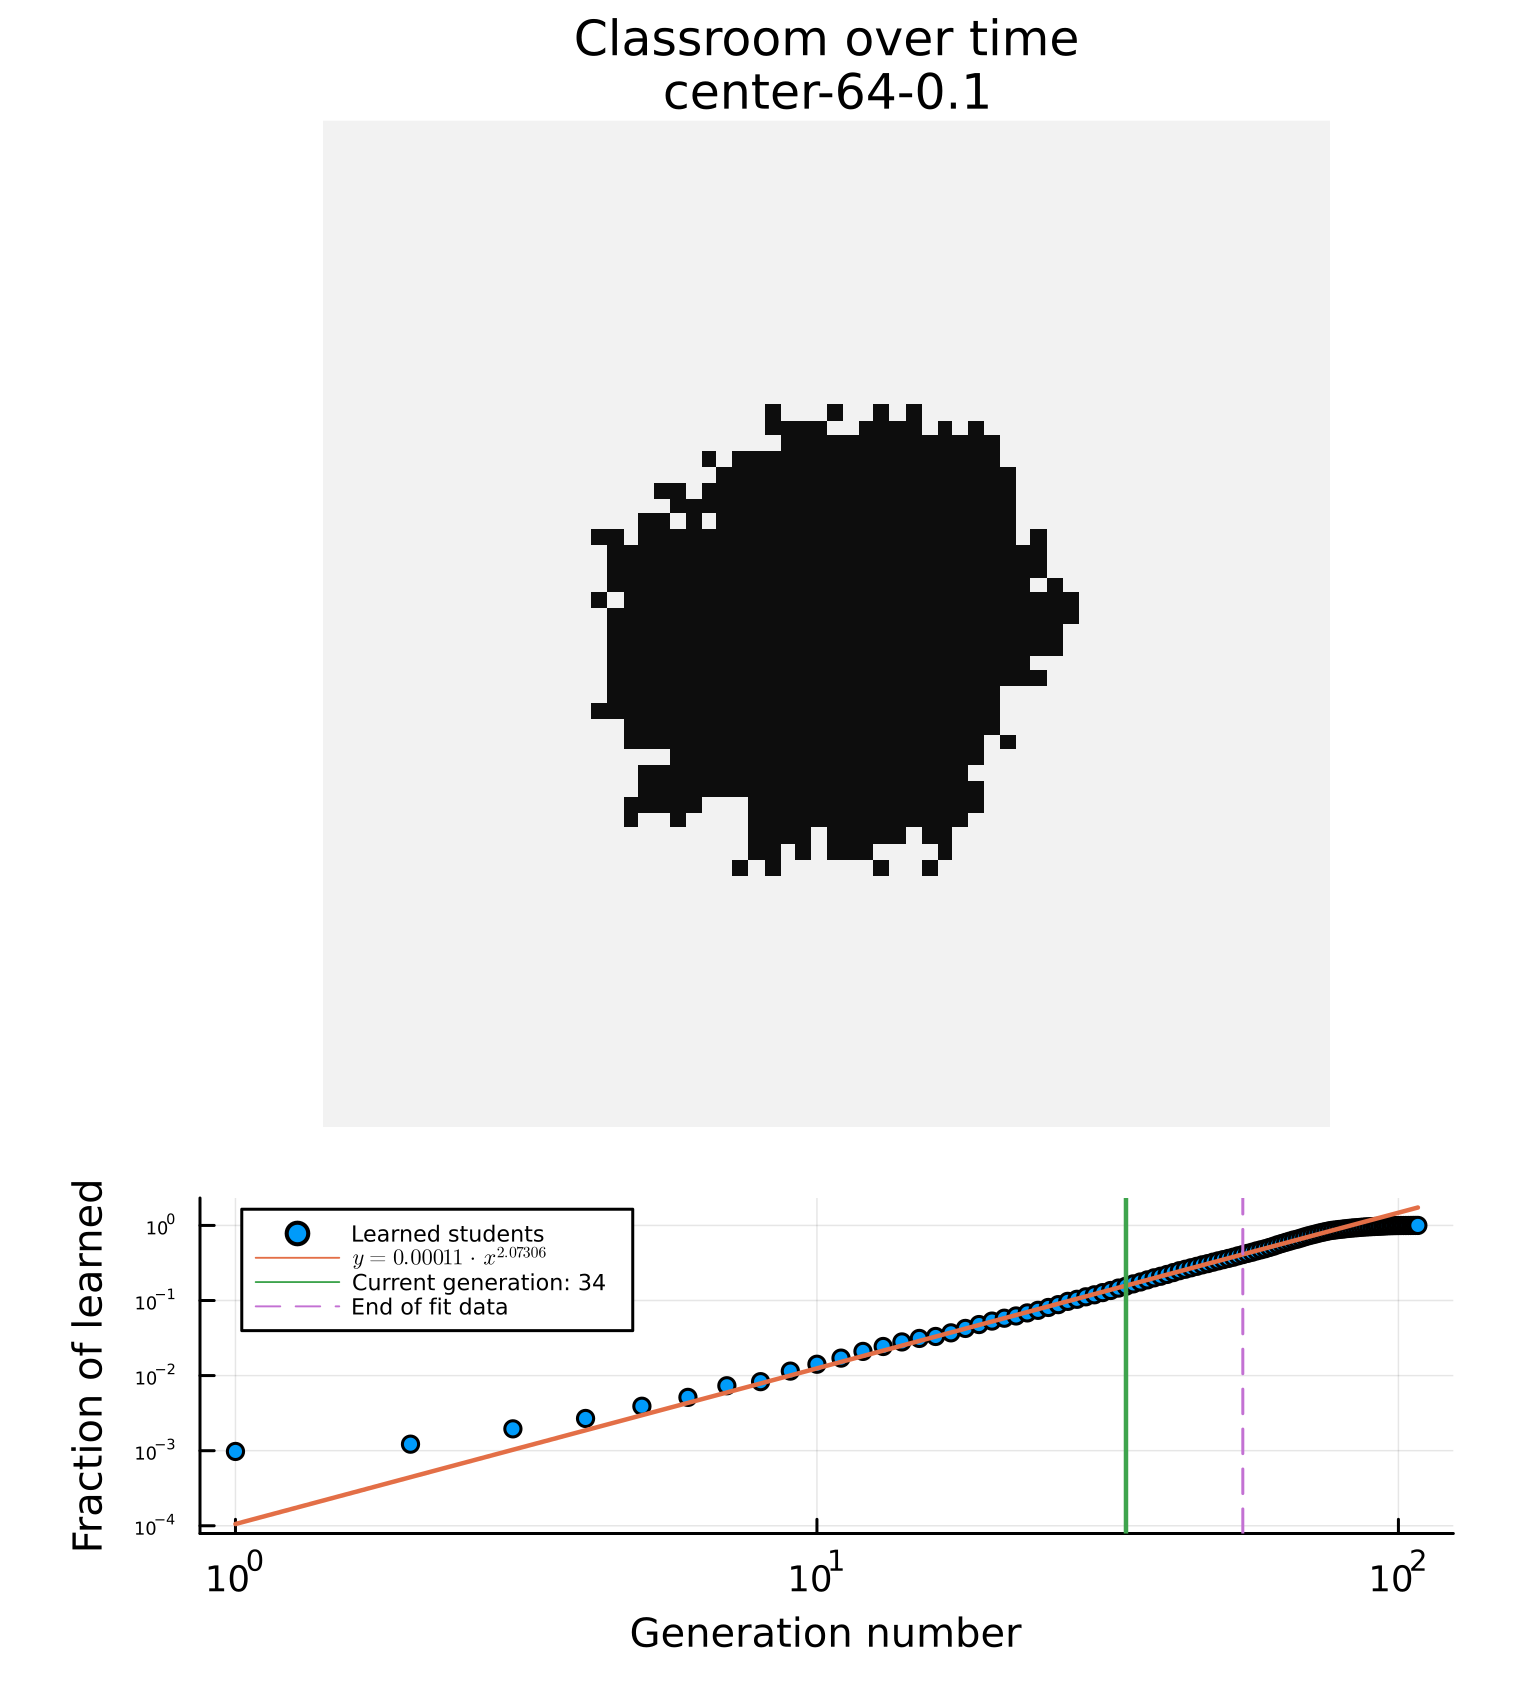 Classroom over time
center-64-0.1
Fraction of learned
10^0
10^-1
10^-2
10^-3
10^-4
Learned students
y = 0.00011 · x^2.07306
Current generation: 34
End of fit data
10^0 10^1 10^2
Generation number